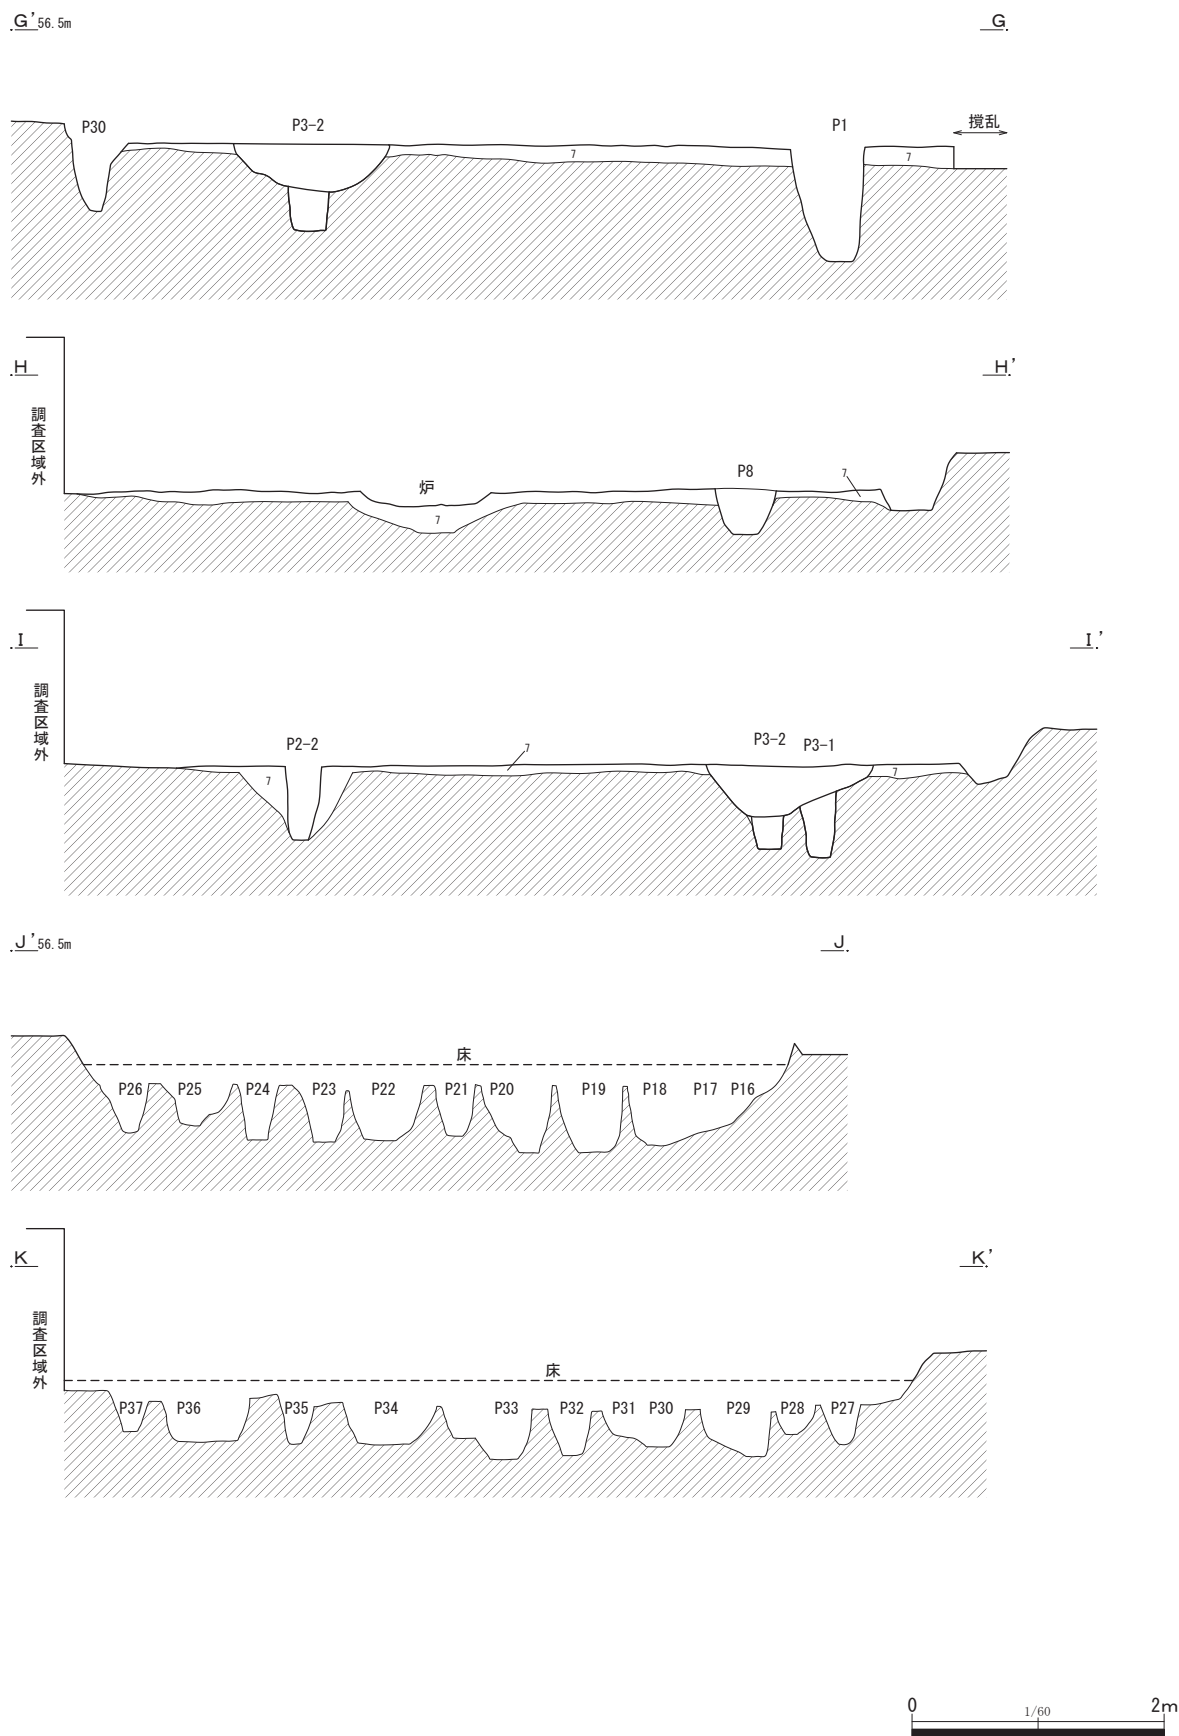 G’ 56.5m G
P30 P3-2 P1 撹乱
7 7
H H’
調査区域外
炉 P8 7
7
I I’
調査区域外
P2-2 7 P3-2 P3-1
7 7
J’ 56.5m J
床
P26 P25 P24 P23 P22 P21 P20 P19 P18 P17 P16
K K’
調査区域外
床
P37 P36 P35 P34 P33 P32 P31 P30 P29 P28 P27
0 1/60 2m